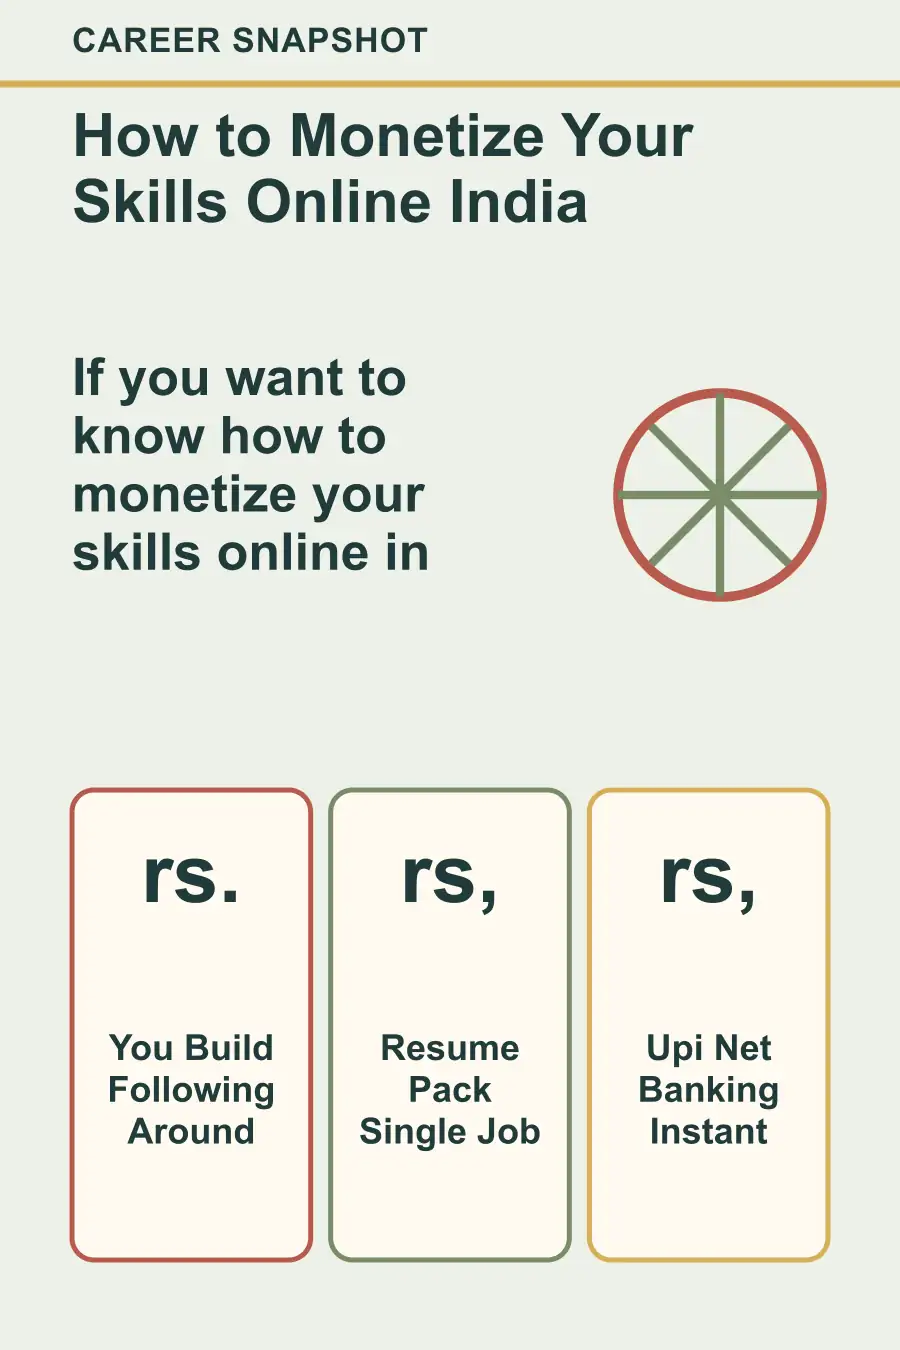 CAREER SNAPSHOT
How to Monetize Your
Skills Online India
If you want to
know how to
monetize your
skills online in
rs.
You Build
Following
Around
rs,
Resume
Pack
Single Job
rs,
Upi Net
Banking
Instant